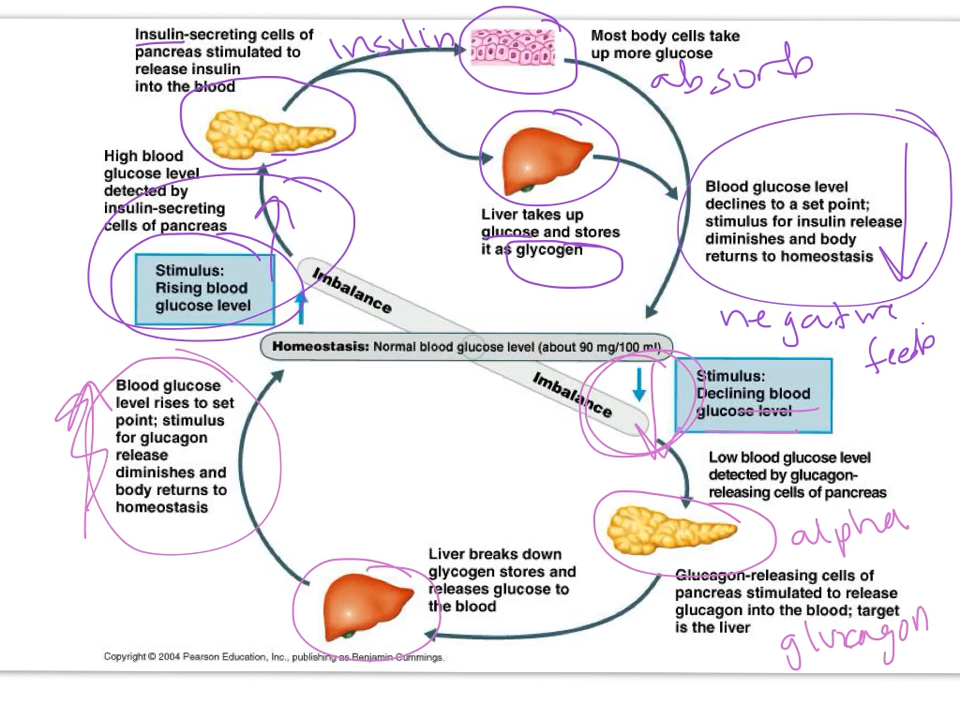 Insulin-secreting cells of
pancreas stimulated to
release insulin
into the blood
Insulin
Most body cells take
up more glucose
absorb
High blood
glucose level
detected by
insulin-secreting
cells of pancreas
Liver takes up
glucose and stores
it as glycogen
Blood glucose level
declines to a set point;
stimulus for insulin release
diminishes and body
returns to homeostasis
negative
feedb
Stimulus:
Rising blood
glucose level
Imbalance
Homeostasis: Normal blood glucose level (about 90 mg/100 ml)
Imbalance
Stimulus:
Declining blood
glucose level
Blood glucose
level rises to set
point; stimulus
for glucagon
release
diminishes and
body returns to
homeostasis
Low blood glucose level
detected by glucagon-
releasing cells of pancreas
alpha
Liver breaks down
glycogen stores and
releases glucose to
the blood
Glucagon-releasing cells of
pancreas stimulated to release
glucagon into the blood; target
is the liver
glucagon
Copyright © 2004 Pearson Education, Inc., publishing as Benjamin Cummings.